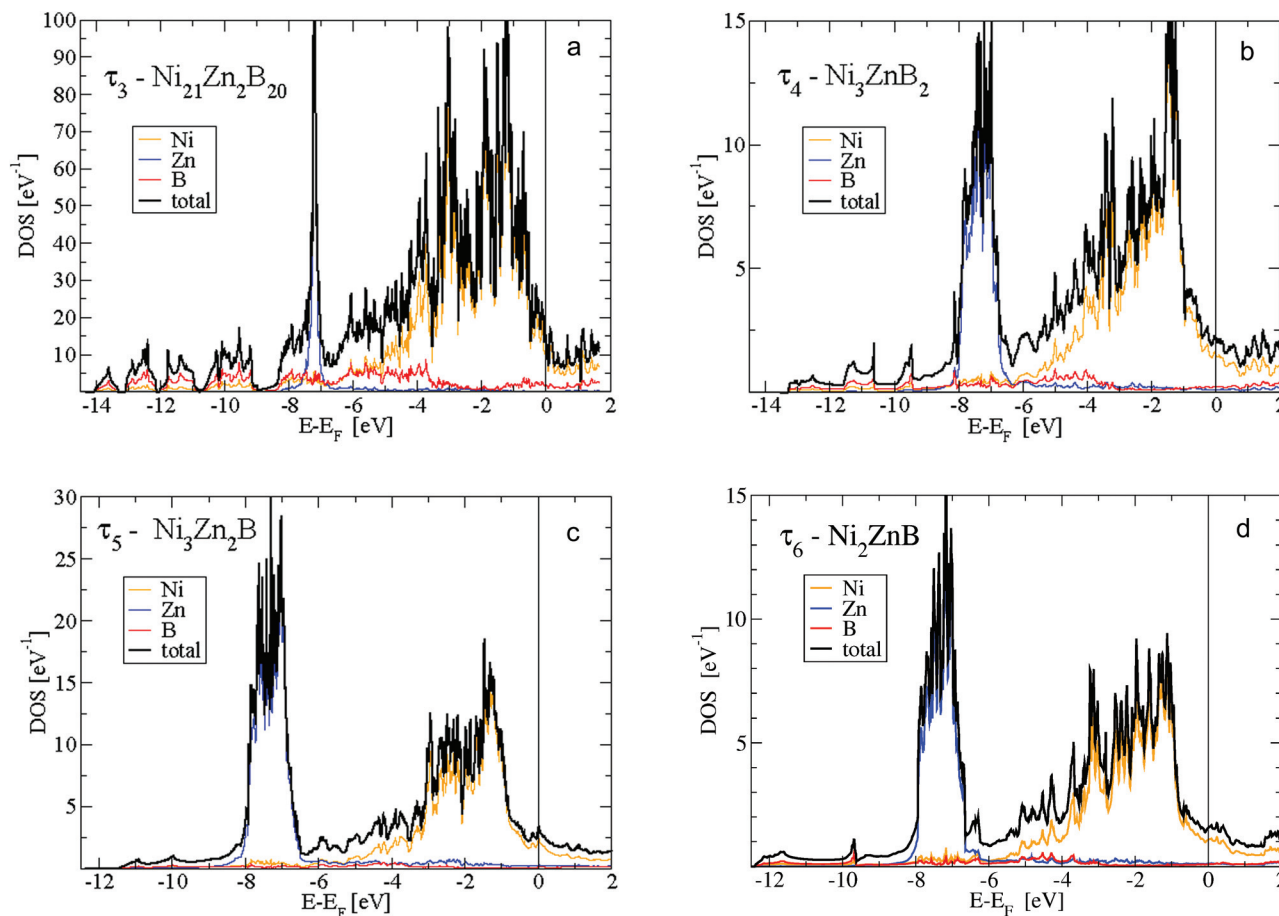 a
τ3 - Ni21Zn2B20
Ni
Zn
B
total
DOS [eV-1]
100
90
80
70
60
50
40
30
20
10
-14 -12 -10 -8 -6 -4 -2 0 2
E-EF [eV]
b
τ4 - Ni3ZnB2
Ni
Zn
B
total
DOS [eV-1]
15
10
5
-14 -12 -10 -8 -6 -4 -2 0 2
E-EF [eV]
c
τ5 - Ni3Zn2B
Ni
Zn
B
total
DOS [eV-1]
30
25
20
15
10
5
-12 -10 -8 -6 -4 -2 0 2
E-EF [eV]
d
τ6 - Ni2ZnB
Ni
Zn
B
total
DOS [eV-1]
15
10
5
-12 -10 -8 -6 -4 -2 0 2
E-EF [eV]